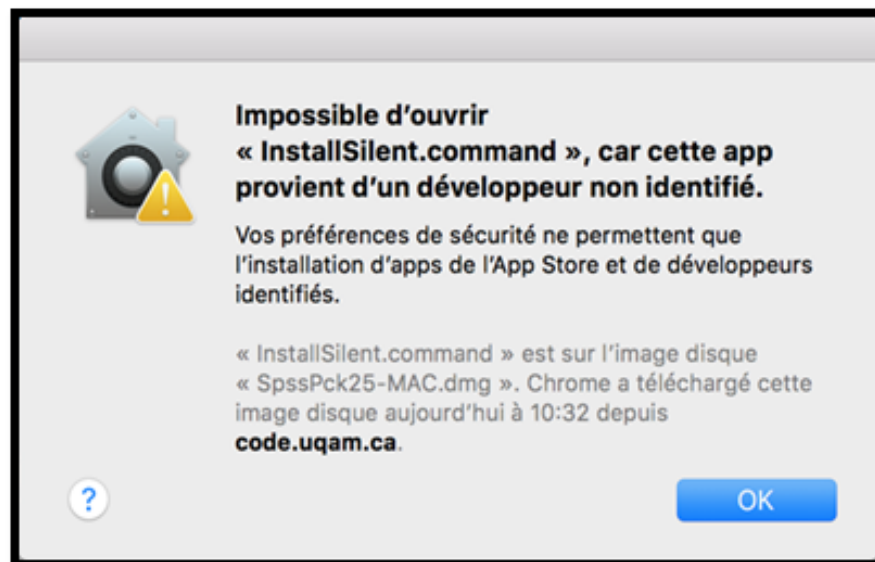 Impossible d’ouvrir
« InstallSilent.command », car cette app
provient d’un développeur non identifié.
Vos préférences de sécurité ne permettent que
l’installation d’apps de l’App Store et de développeurs
identifiés.
« InstallSilent.command » est sur l’image disque
« SpssPck25-MAC.dmg ». Chrome a téléchargé cette
image disque aujourd’hui à 10:32 depuis
code.uqam.ca.
?
OK